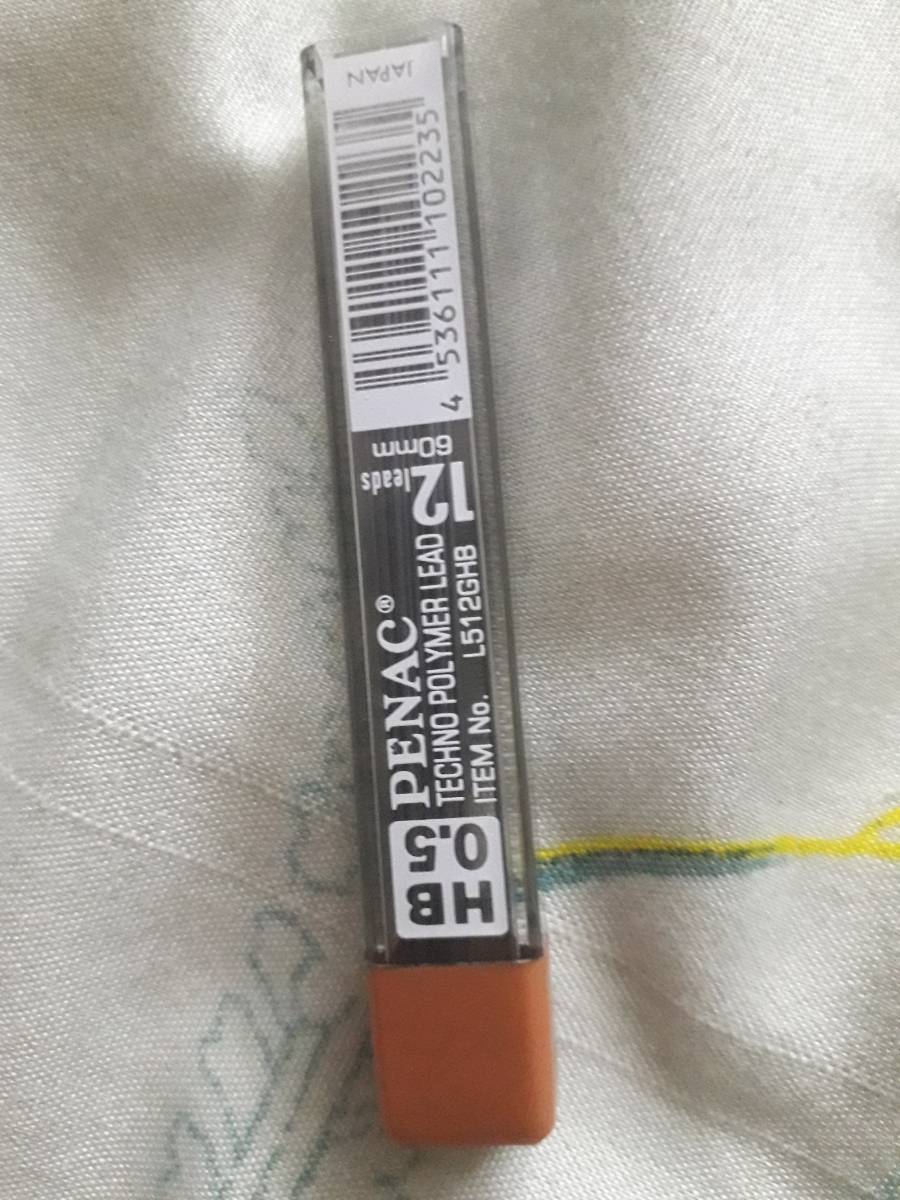 HB
0.5
PENAC®
TECHNO POLYMER LEAD
ITEM No. L512GHB
12
leads
60mm
4 536111 102235
JAPAN